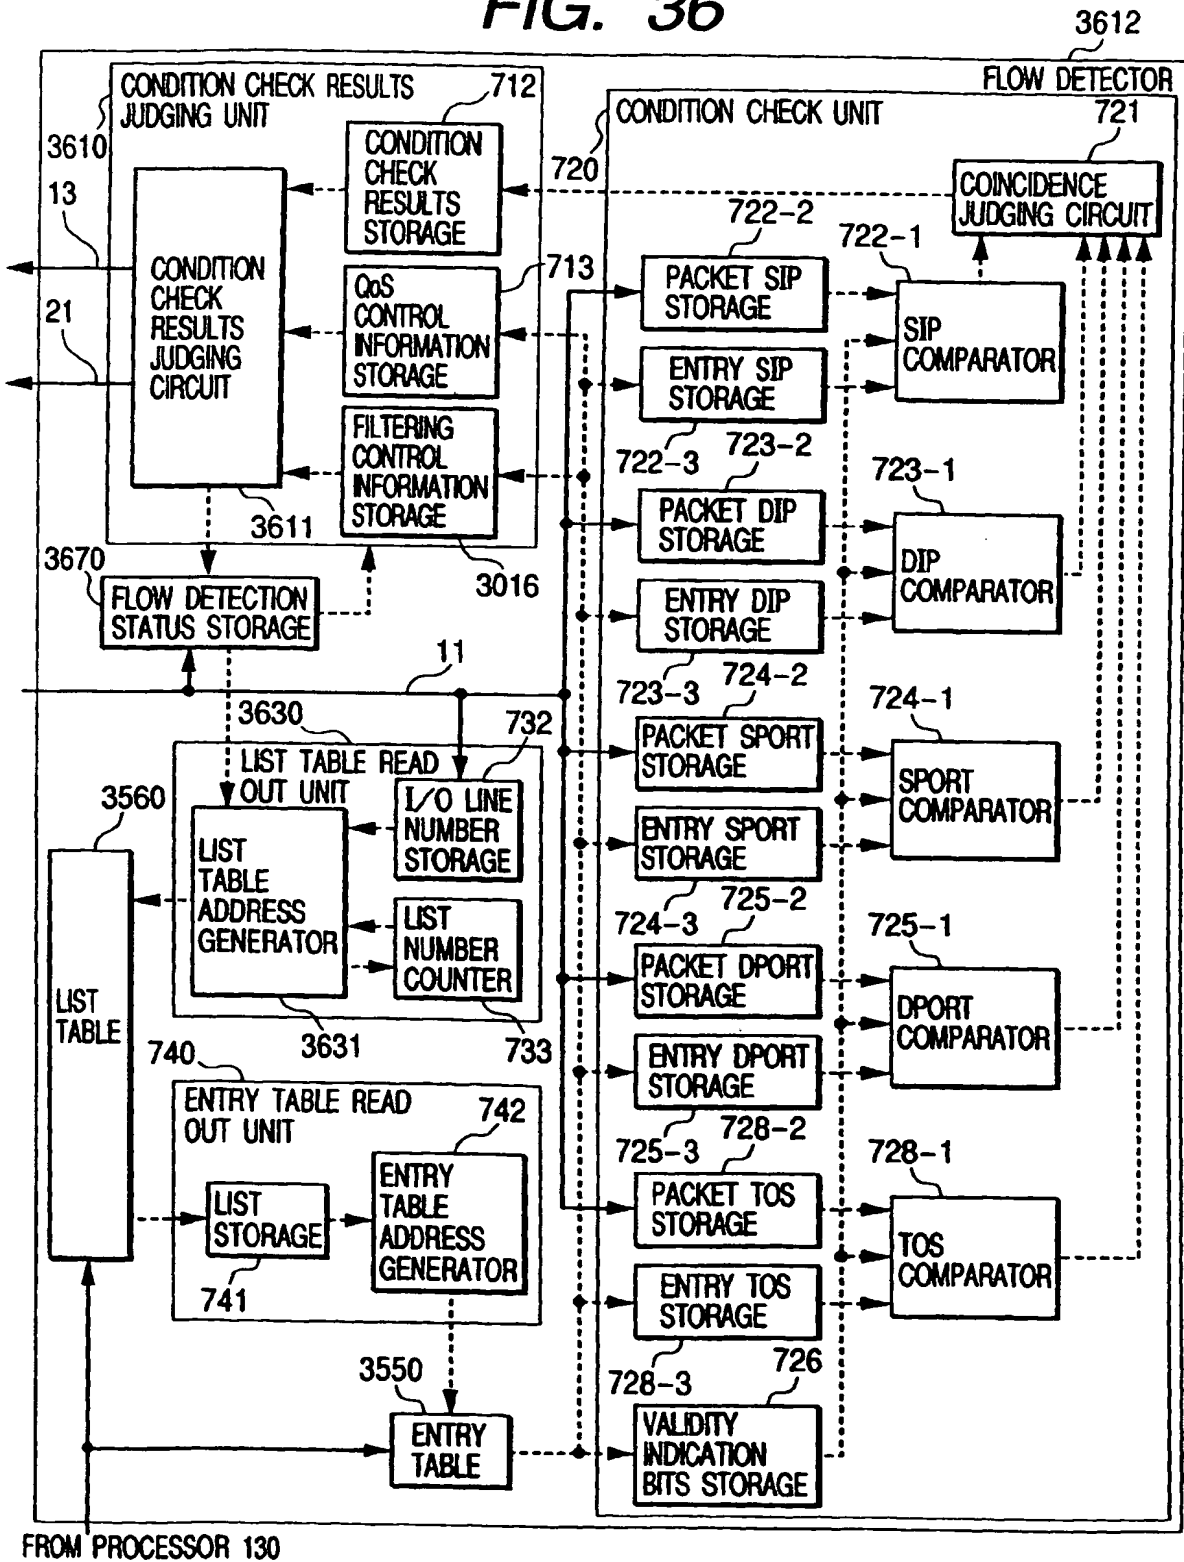 FIG. 36
3612
FLOW DETECTOR
CONDITION CHECK RESULTS
JUDGING UNIT
3610
712
CONDITION
CHECK
RESULTS
STORAGE
13
21
CONDITION
CHECK
RESULTS
JUDGING
CIRCUIT
713
QoS
CONTROL
INFORMATION
STORAGE
FILTERING
CONTROL
INFORMATION
STORAGE
3611
3016
3670
FLOW DETECTION
STATUS STORAGE
11
3630
LIST TABLE READ
OUT UNIT
732
I/O LINE
NUMBER
STORAGE
3560
LIST
TABLE
LIST
TABLE
ADDRESS
GENERATOR
LIST
NUMBER
COUNTER
3631
733
740
ENTRY TABLE READ
OUT UNIT
742
LIST
STORAGE
741
ENTRY
TABLE
ADDRESS
GENERATOR
3550
ENTRY
TABLE
FROM PROCESSOR 130
CONDITION CHECK UNIT
720
721
COINCIDENCE
JUDGING CIRCUIT
722-2
PACKET SIP
STORAGE
722-1
SIP
COMPARATOR
ENTRY SIP
STORAGE
722-3
723-2
PACKET DIP
STORAGE
723-1
DIP
COMPARATOR
ENTRY DIP
STORAGE
723-3
724-2
PACKET SPORT
STORAGE
724-1
SPORT
COMPARATOR
ENTRY SPORT
STORAGE
724-3
725-2
PACKET DPORT
STORAGE
725-1
DPORT
COMPARATOR
ENTRY DPORT
STORAGE
725-3
728-2
PACKET TOS
STORAGE
728-1
TOS
COMPARATOR
ENTRY TOS
STORAGE
728-3
726
VALIDITY
INDICATION
BITS STORAGE